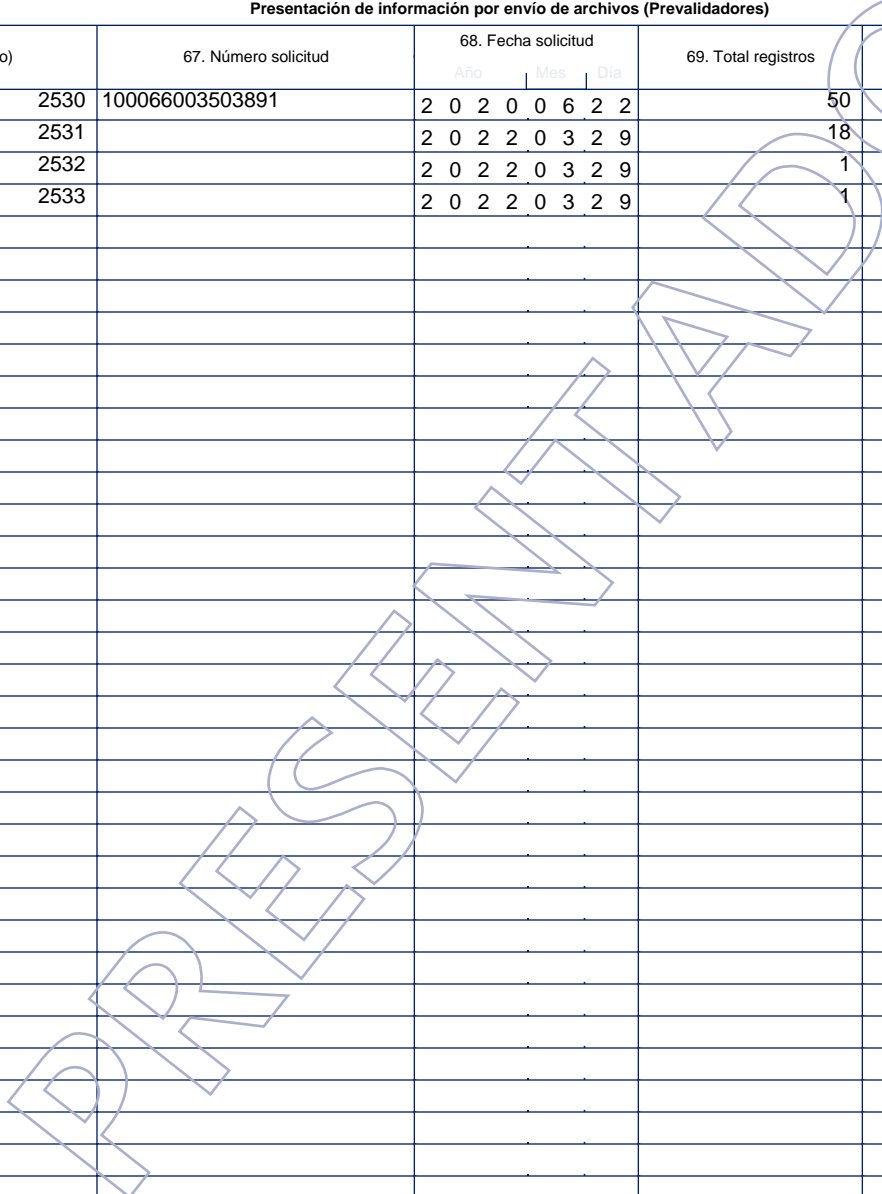 Presentación de información por envío de archivos (Prevalidadores)
o) 67. Número solicitud 68. Fecha solicitud 69. Total registros
Año Mes Día
2530 100066003503891 2 0 2 0 0 6 2 2 50
2531 2 0 2 2 0 3 2 9 18
2532 2 0 2 2 0 3 2 9 1
2533 2 0 2 2 0 3 2 9 1
PRESENTADO